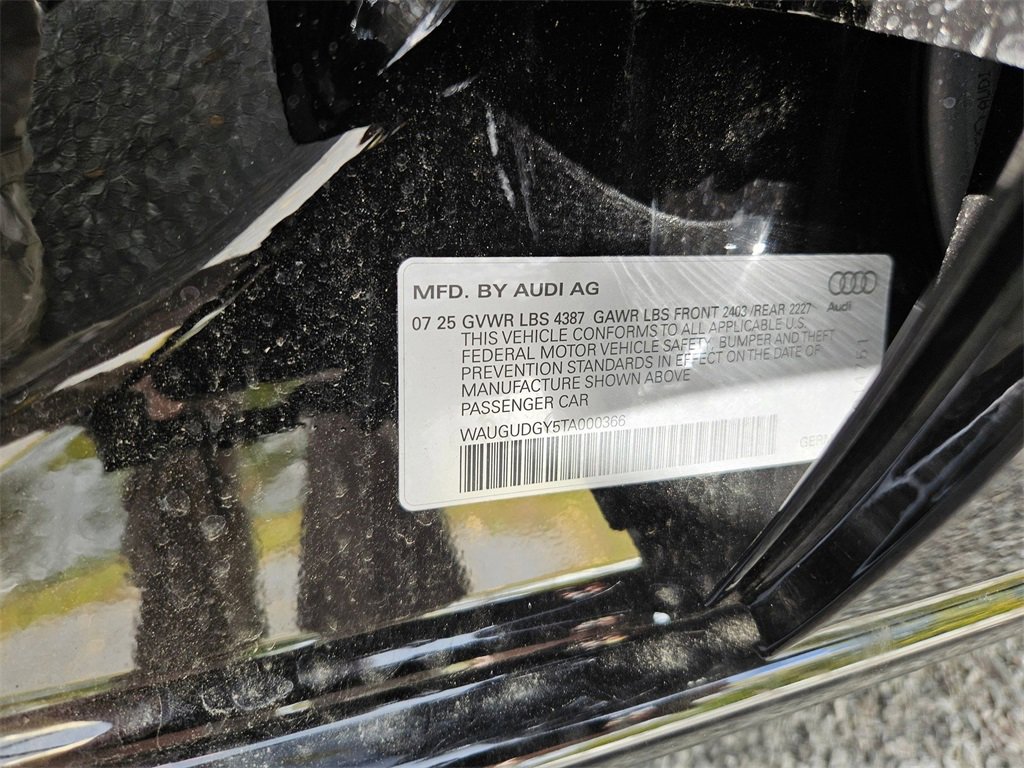 MFD. BY AUDI AG
Audi
07 25 GVWR LBS 4387 GAWR LBS FRONT 2403 /REAR 2227
THIS VEHICLE CONFORMS TO ALL APPLICABLE U.S.
FEDERAL MOTOR VEHICLE SAFETY, BUMPER AND THEFT
PREVENTION STANDARDS IN EFFECT ON THE DATE OF
MANUFACTURE SHOWN ABOVE
PASSENGER CAR
WAUGUDGY5TA000366